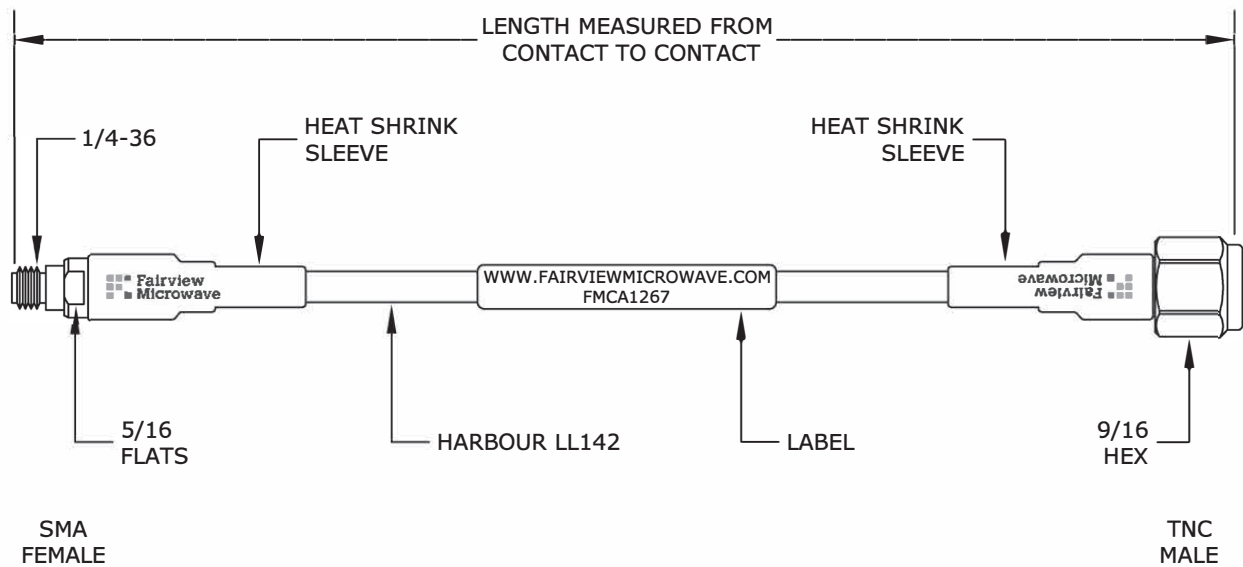 LENGTH MEASURED FROM
CONTACT TO CONTACT
1/4-36
HEAT SHRINK
SLEEVE
HEAT SHRINK
SLEEVE
Fairview
Microwave
WWW.FAIRVIEWMICROWAVE.COM
FMCA1267
Fairview
Microwave
5/16
FLATS
HARBOUR LL142
LABEL
9/16
HEX
SMA
FEMALE
TNC
MALE